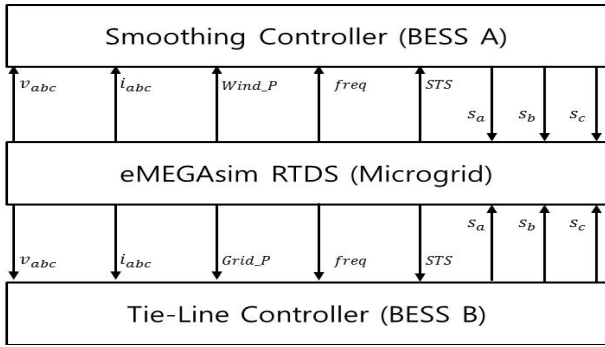 Smoothing Controller (BESS A)
v_abc i_abc Wind_P freq STS s_a s_b s_c
eMEGAsim RTDS (Microgrid)
v_abc i_abc Grid_P freq STS s_a s_b s_c
Tie-Line Controller (BESS B)